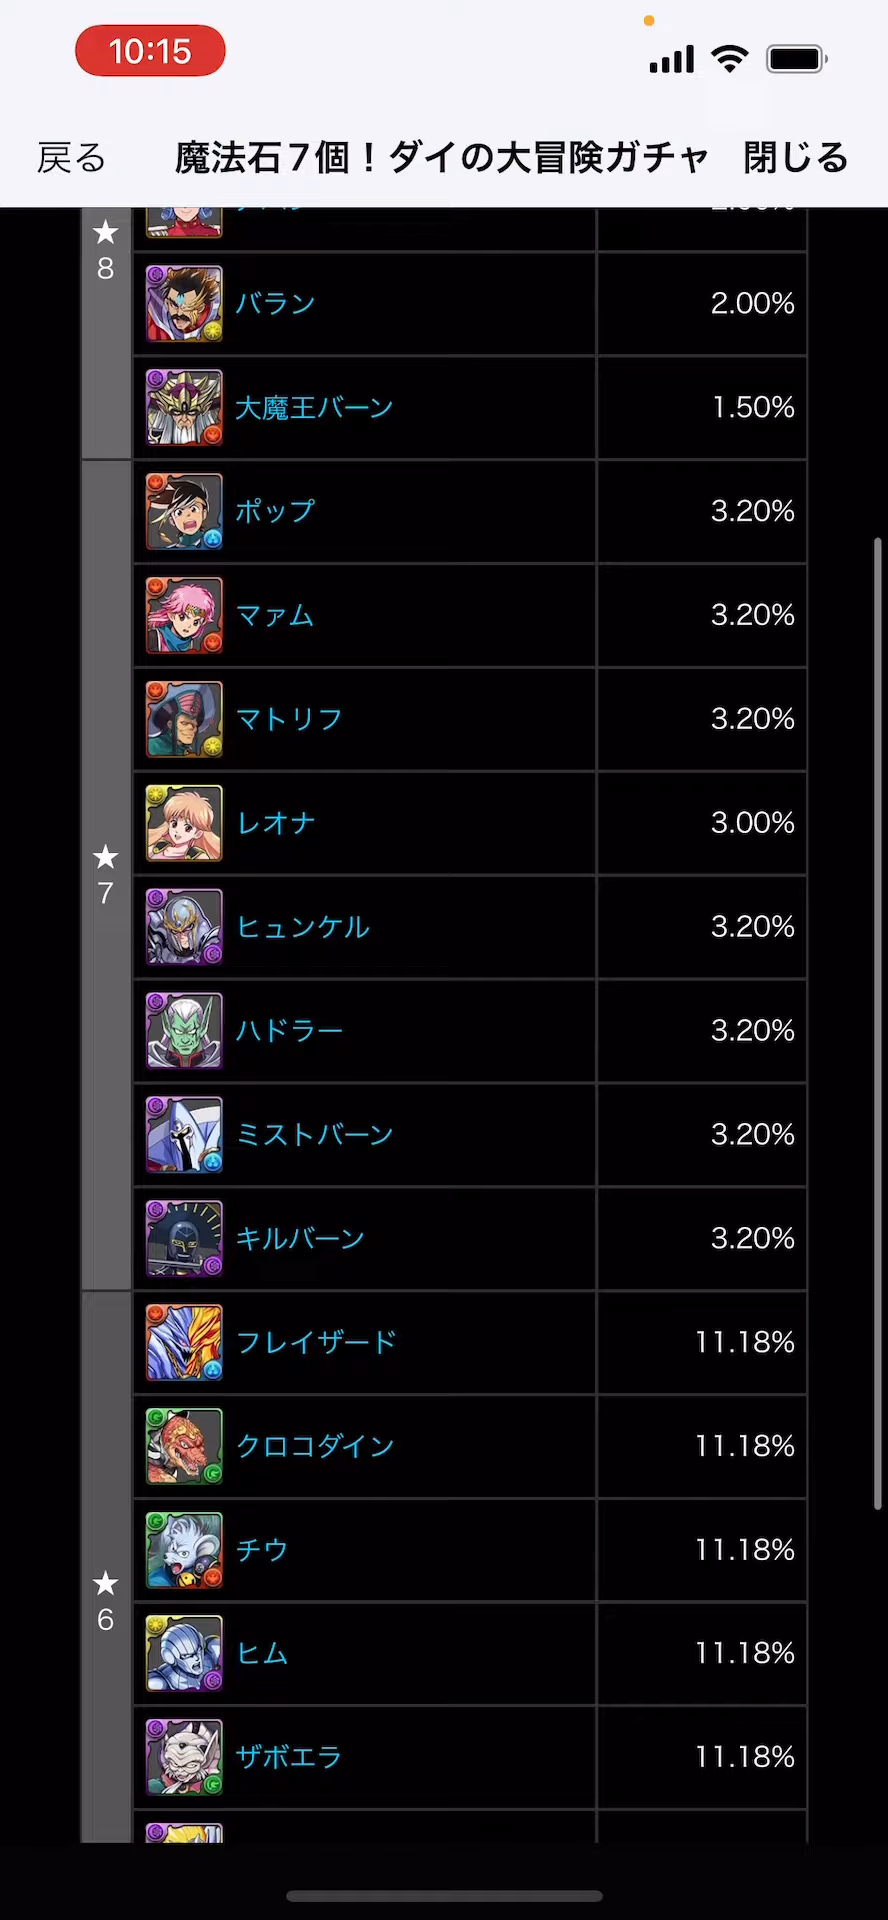 10:15
戻る 魔法石7個！ダイの大冒険ガチャ 閉じる
★
8
バラン 2.00%
大魔王バーン 1.50%
ポップ 3.20%
マァム 3.20%
マトリフ 3.20%
レオナ 3.00%
★
7
ヒュンケル 3.20%
ハドラー 3.20%
ミストバーン 3.20%
キルバーン 3.20%
フレイザード 11.18%
クロコダイン 11.18%
チウ 11.18%
★
6
ヒム 11.18%
ザボエラ 11.18%